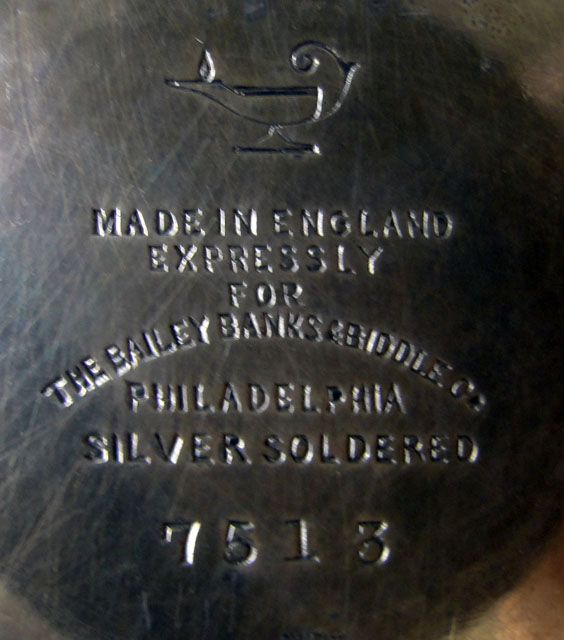 MADE IN ENGLAND
EXPRESSLY
FOR
THE BAILEY BANKS & BIDDLE Co
PHILADELPHIA
SILVER SOLDERED
7513